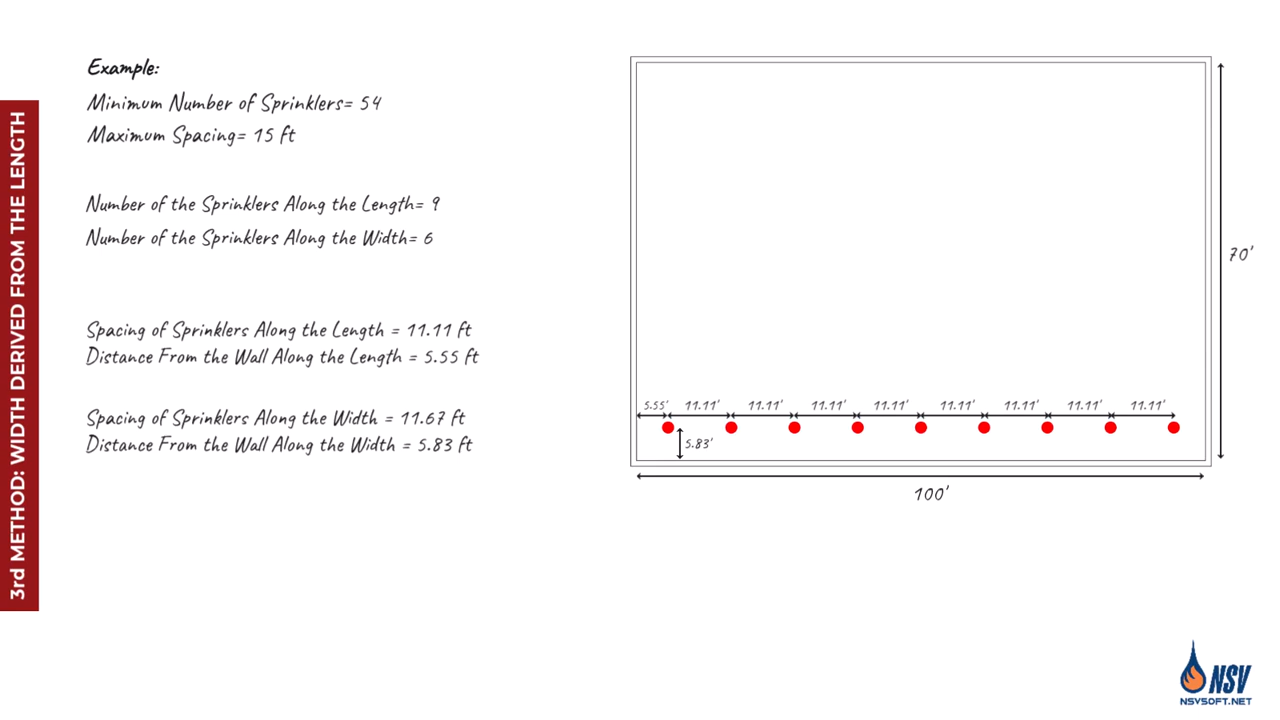 3rd METHOD: WIDTH DERIVED FROM THE LENGTH
Example:
Minimum Number of Sprinklers= 54
Maximum Spacing= 15 ft
Number of the Sprinklers Along the Length= 9
Number of the Sprinklers Along the Width= 6
Spacing of Sprinklers Along the Length = 11.11 ft
Distance From the Wall Along the Length = 5.55 ft
Spacing of Sprinklers Along the Width = 11.67 ft
Distance From the Wall Along the Width = 5.83 ft
70'
5.55' 11.11' 11.11' 11.11' 11.11' 11.11' 11.11' 11.11' 11.11'
5.83'
100'
NSV
NSVSOFT.NET